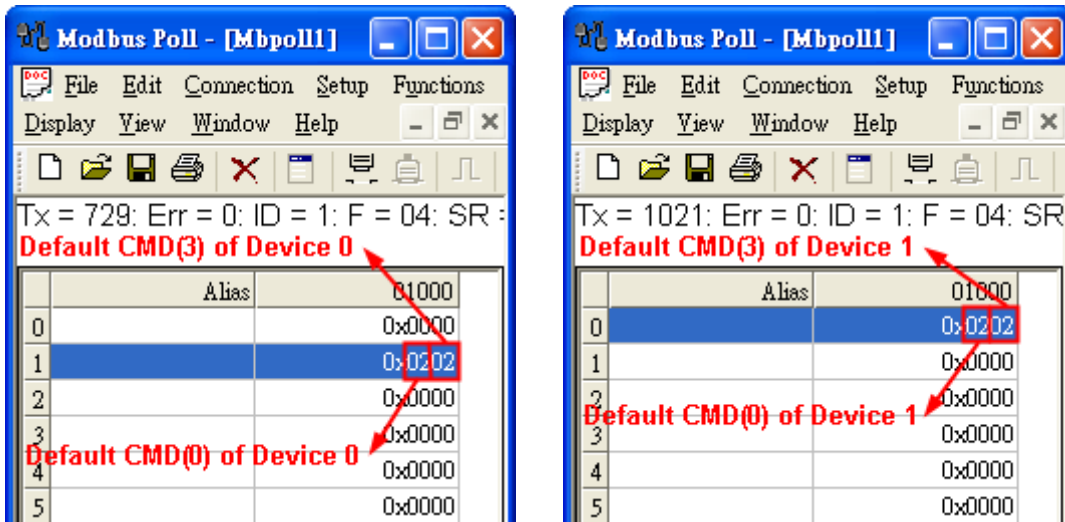 Modbus Poll - [Mbpoll1]
File Edit Connection Setup Functions
Display View Window Help
Tx = 729: Err = 0: ID = 1: F = 04: SR =
Default CMD(3) of Device 0
Alias 01000
0 0x0000
1 0x0202
2 0x0000
3 0x0000
Default CMD(0) of Device 0
4 0x0000
5 0x0000
Modbus Poll - [Mbpoll1]
File Edit Connection Setup Functions
Display View Window Help
Tx = 1021: Err = 0: ID = 1: F = 04: SR
Default CMD(3) of Device 1
Alias 01000
0 0x0202
1 0x0000
2 0x0000
Default CMD(0) of Device 1
3 0x0000
4 0x0000
5 0x0000